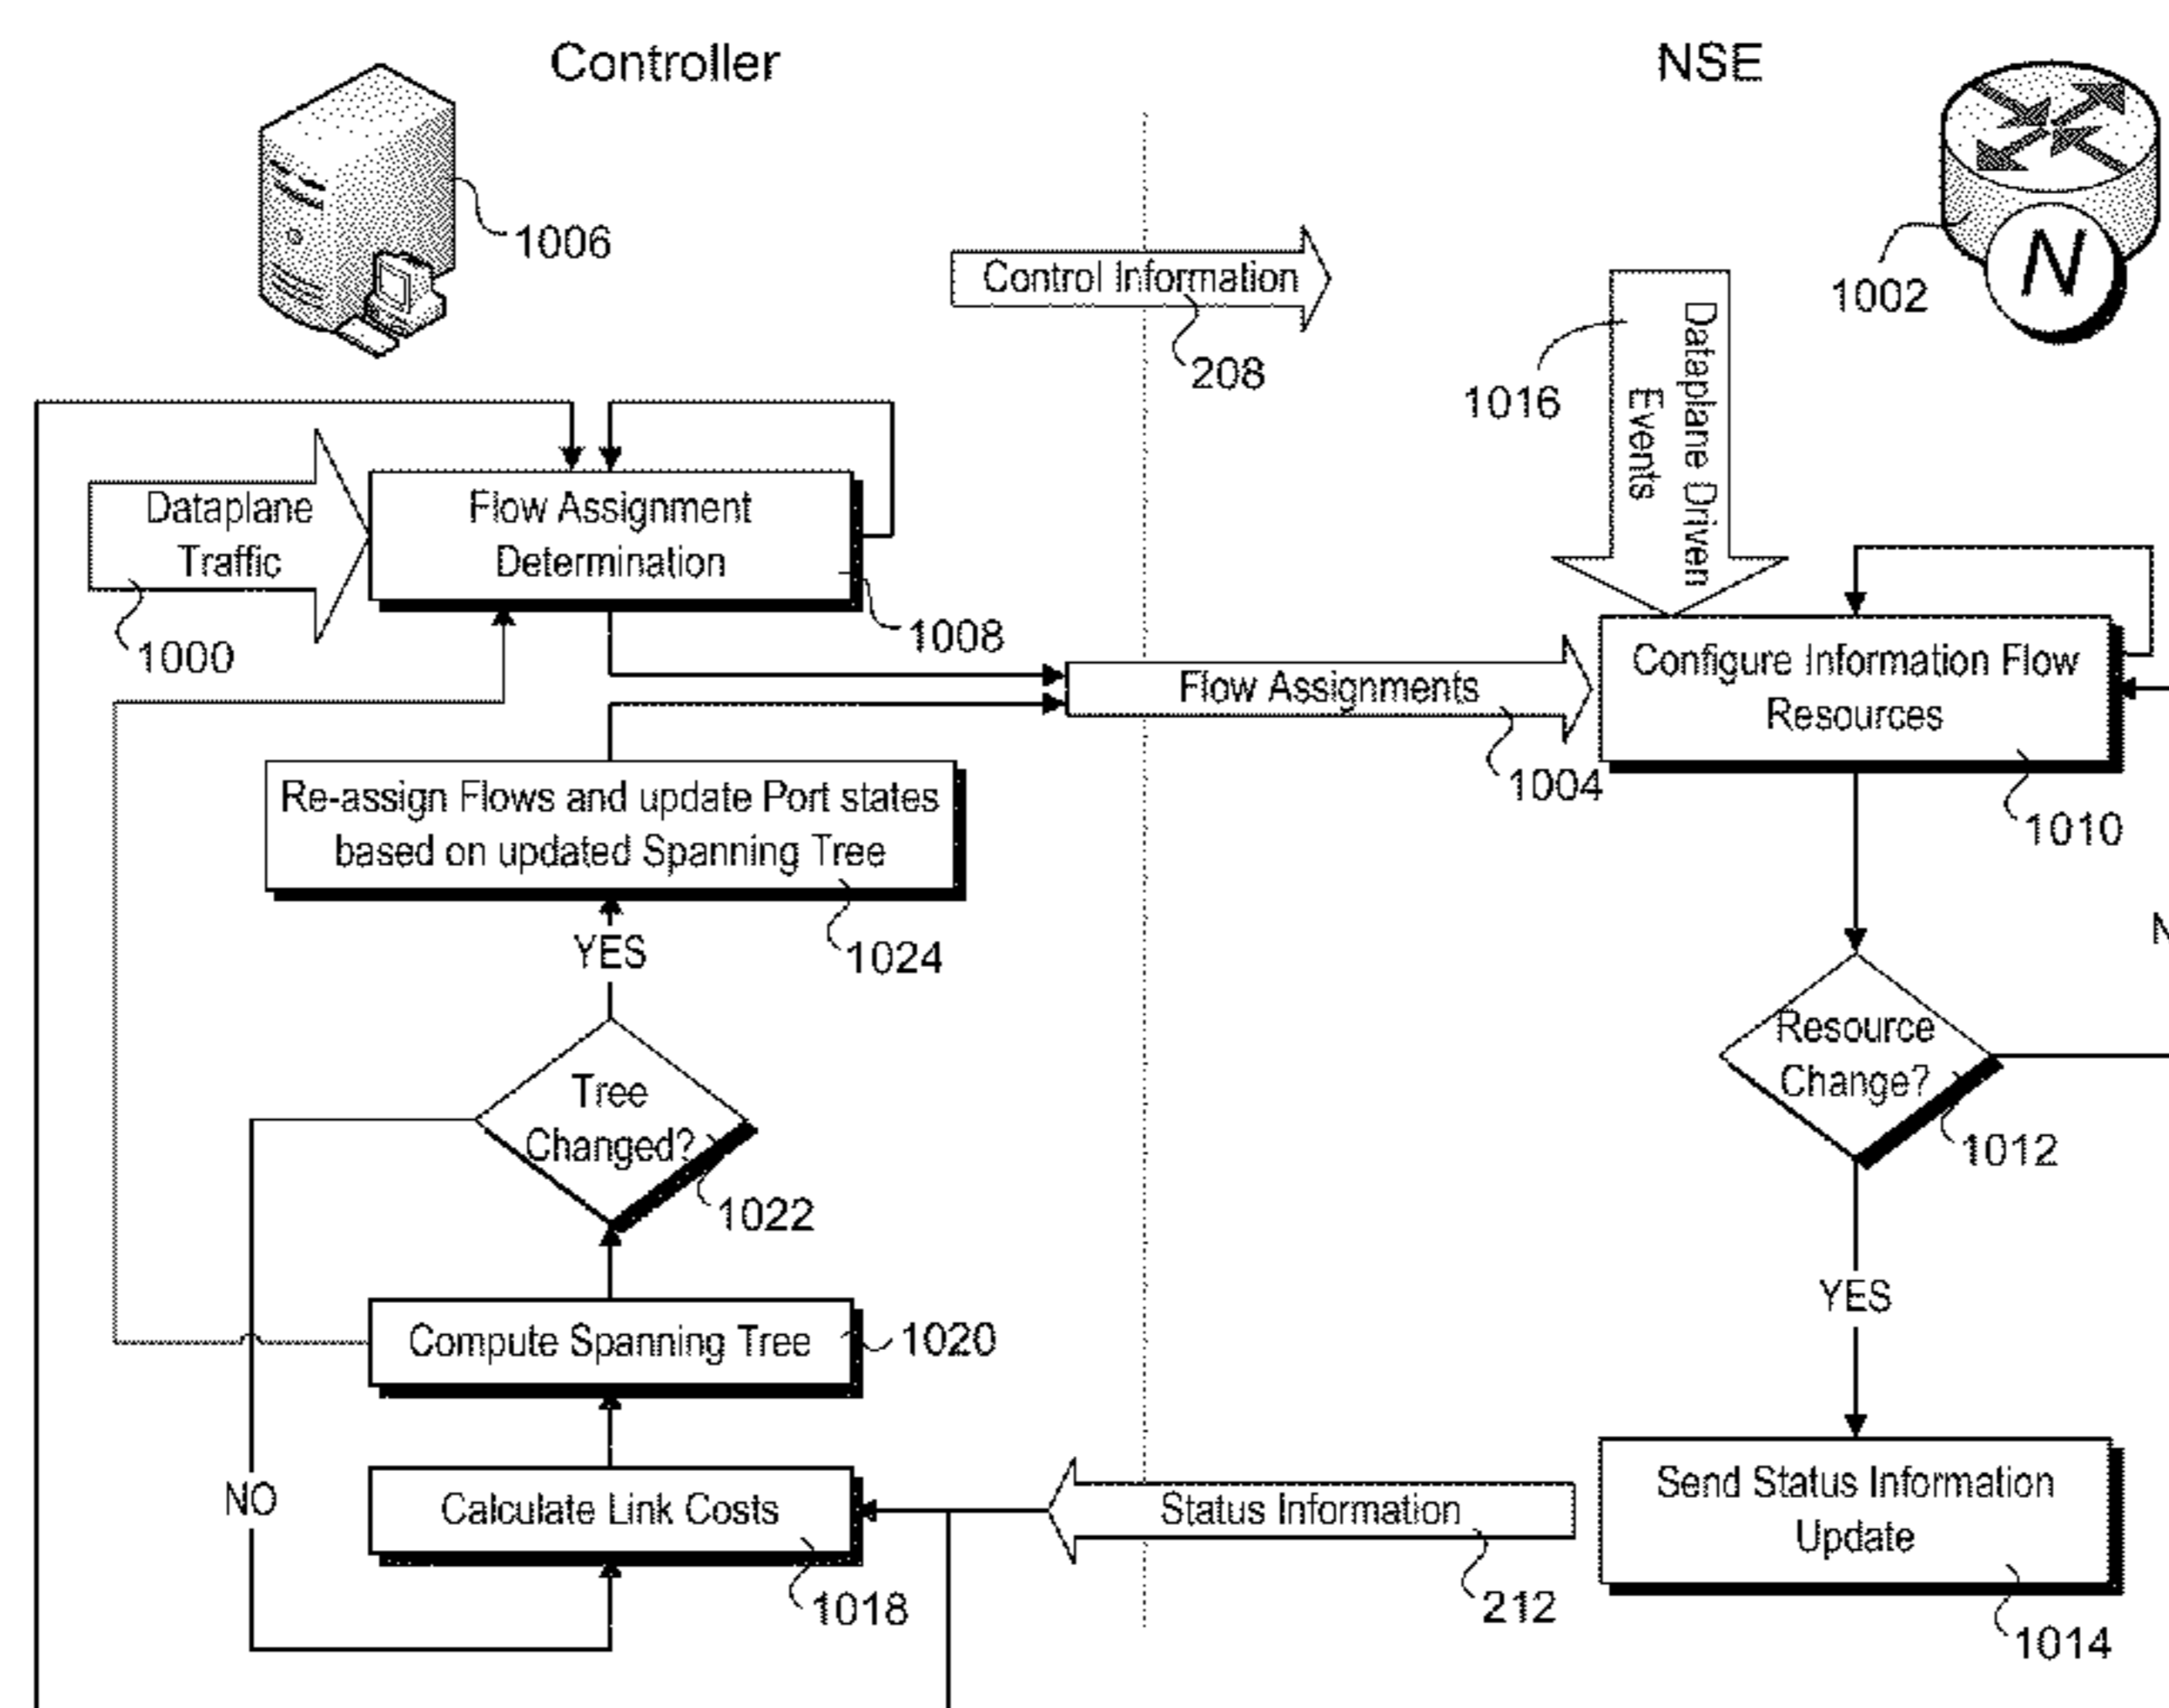 Controller
NSE
1006
N
1002
Control Information
208
1016
Dataplane Driven
Events
Dataplane
Traffic
1000
Flow Assignment
Determination
1008
Flow Assignments
1004
Configure Information Flow
Resources
1010
Re-assign Flows and update Port states
based on updated Spanning Tree
1024
YES
Tree
Changed?
1022
Resource
Change?
1012
YES
Compute Spanning Tree
1020
NO
Calculate Link Costs
1018
Status Information
212
Send Status Information
Update
1014